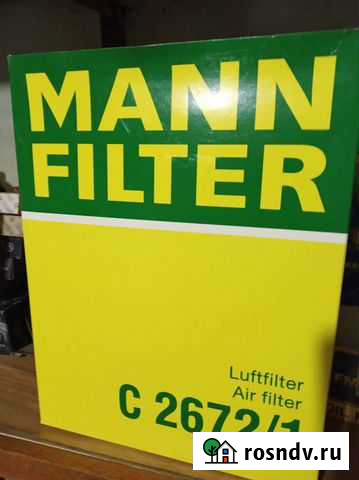 MANN
FILTER
Luftfilter
Air filter
C 2672/1
rosndv.ru